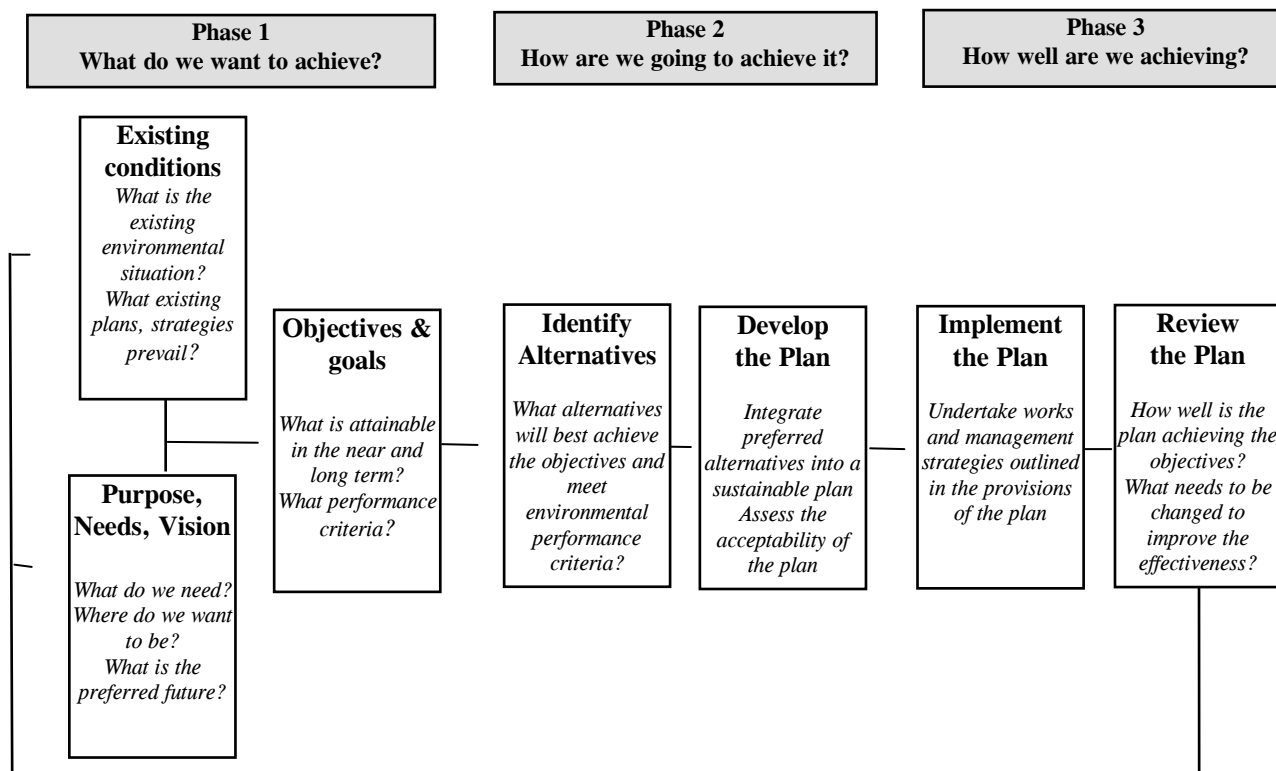 Phase 1
What do we want to achieve?
Phase 2
How are we going to achieve it?
Phase 3
How well are we achieving?
Existing
conditions
What is the
existing
environmental
situation?
What existing
plans, strategies
prevail?
Purpose,
Needs, Vision
What do we need?
Where do we want
to be?
What is the
preferred future?
Objectives &
goals
What is attainable
in the near and
long term?
What performance
criteria?
Identify
Alternatives
What alternatives
will best achieve
the objectives and
meet
environmental
performance
criteria?
Develop
the Plan
Integrate
preferred
alternatives into a
sustainable plan
Assess the
acceptability of
the plan
Implement
the Plan
Undertake works
and management
strategies outlined
in the provisions
of the plan
Review
the Plan
How well is the
plan achieving the
objectives?
What needs to be
changed to
improve the
effectiveness?